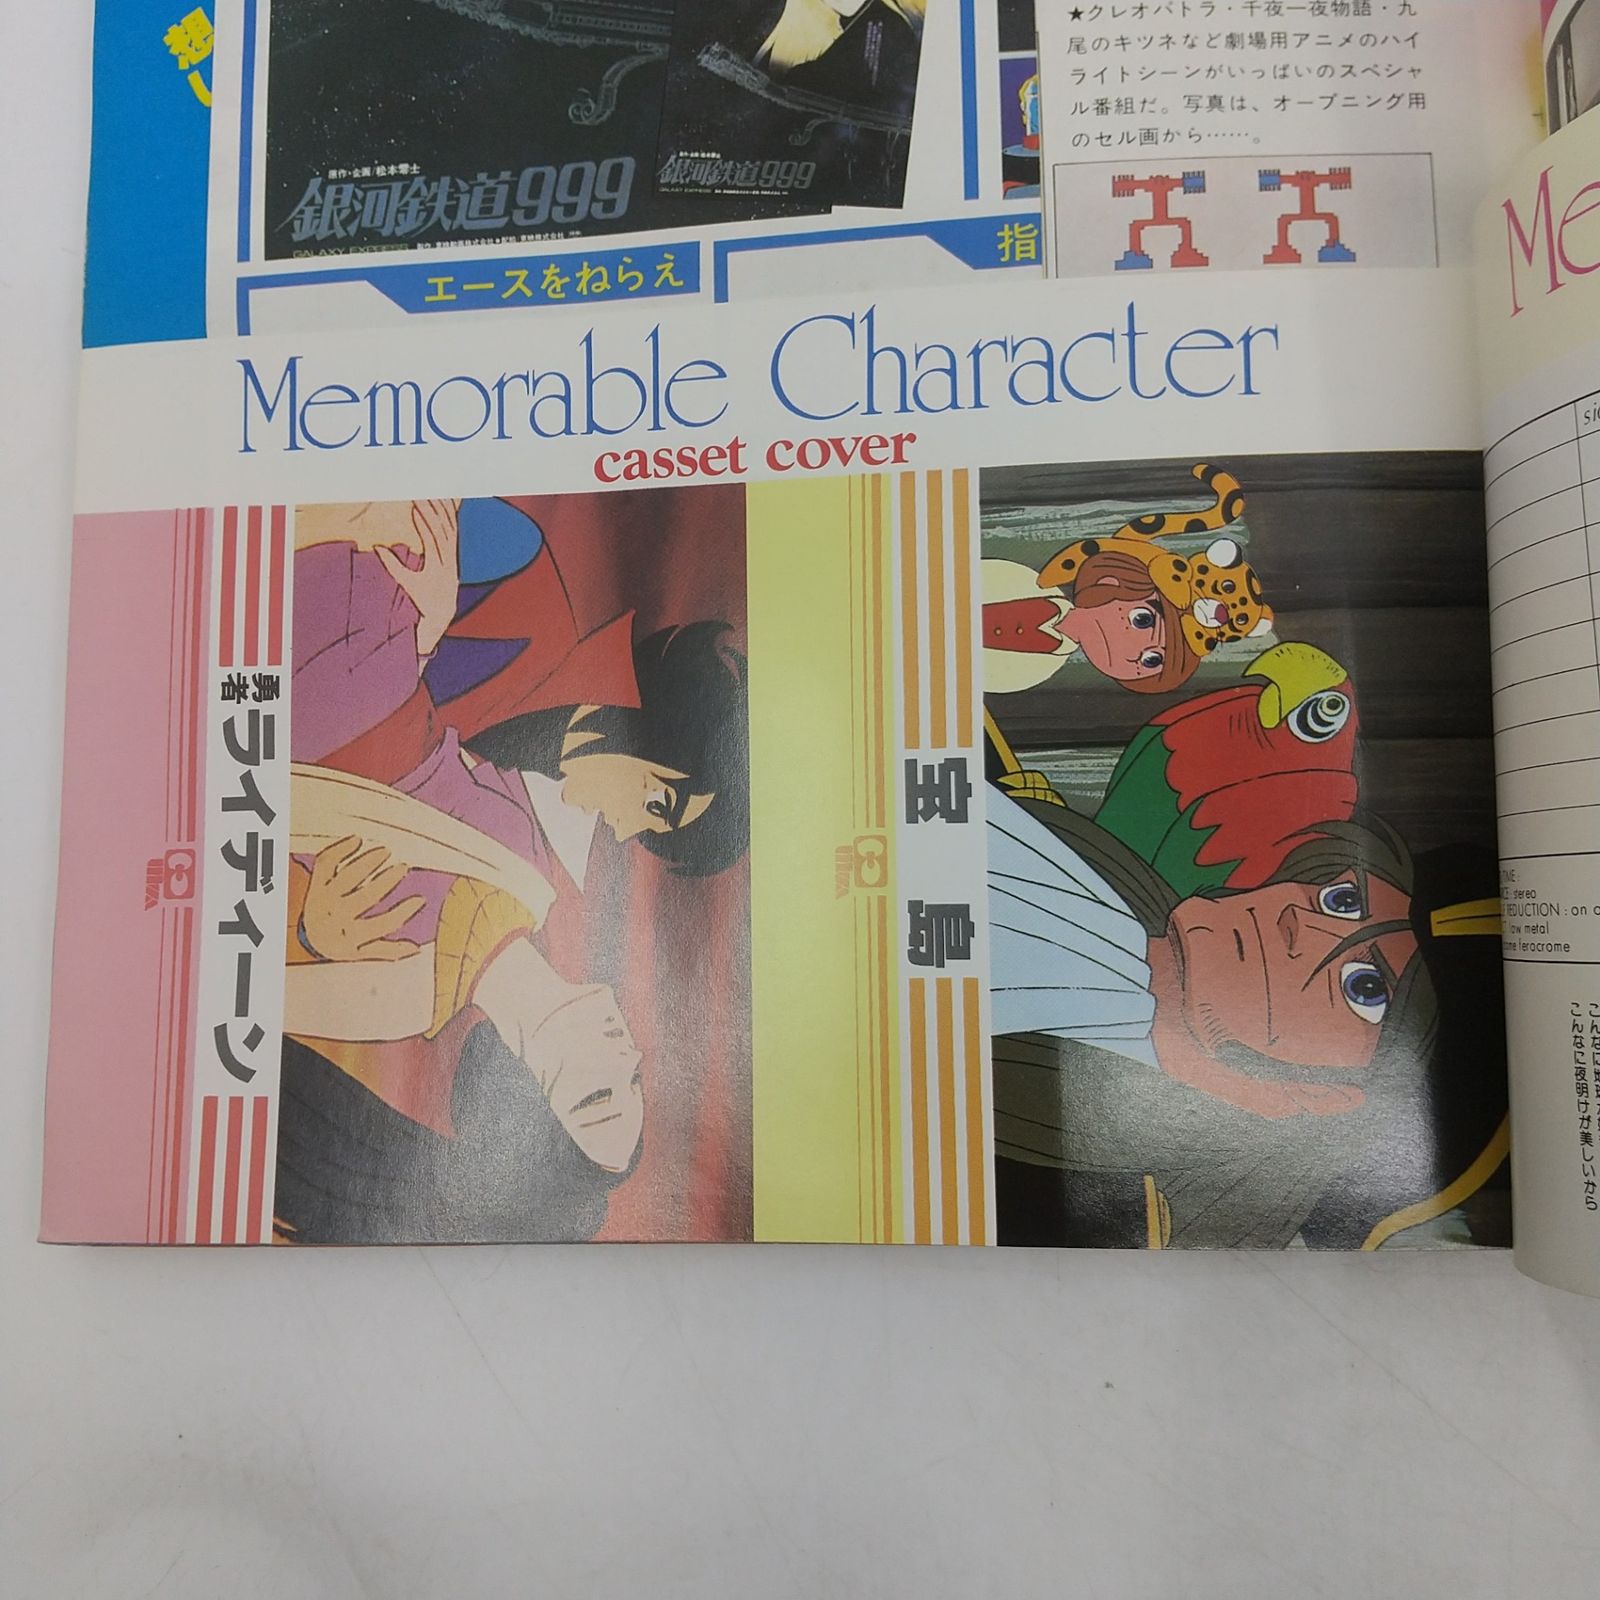 想
★クレオパトラ・千夜一夜物語・九
尾のキツネなど劇場用アニメのハイ
ライトシーンがいっぱいのスペシャ
ル番組だ。写真は、オープニング用
のセル画から……。
原作・企画/松本零士
銀河鉄道999
GALAXY EXPRESS
銀河鉄道999
GALAXY EXPRESS
エースをねらえ
指
Me
Memorable Character
casset cover
勇者ライディーン
宝島
TIME:
stereo
REDUCTION: on
low metal
ferocrome
こんなに夜明けが美しいから